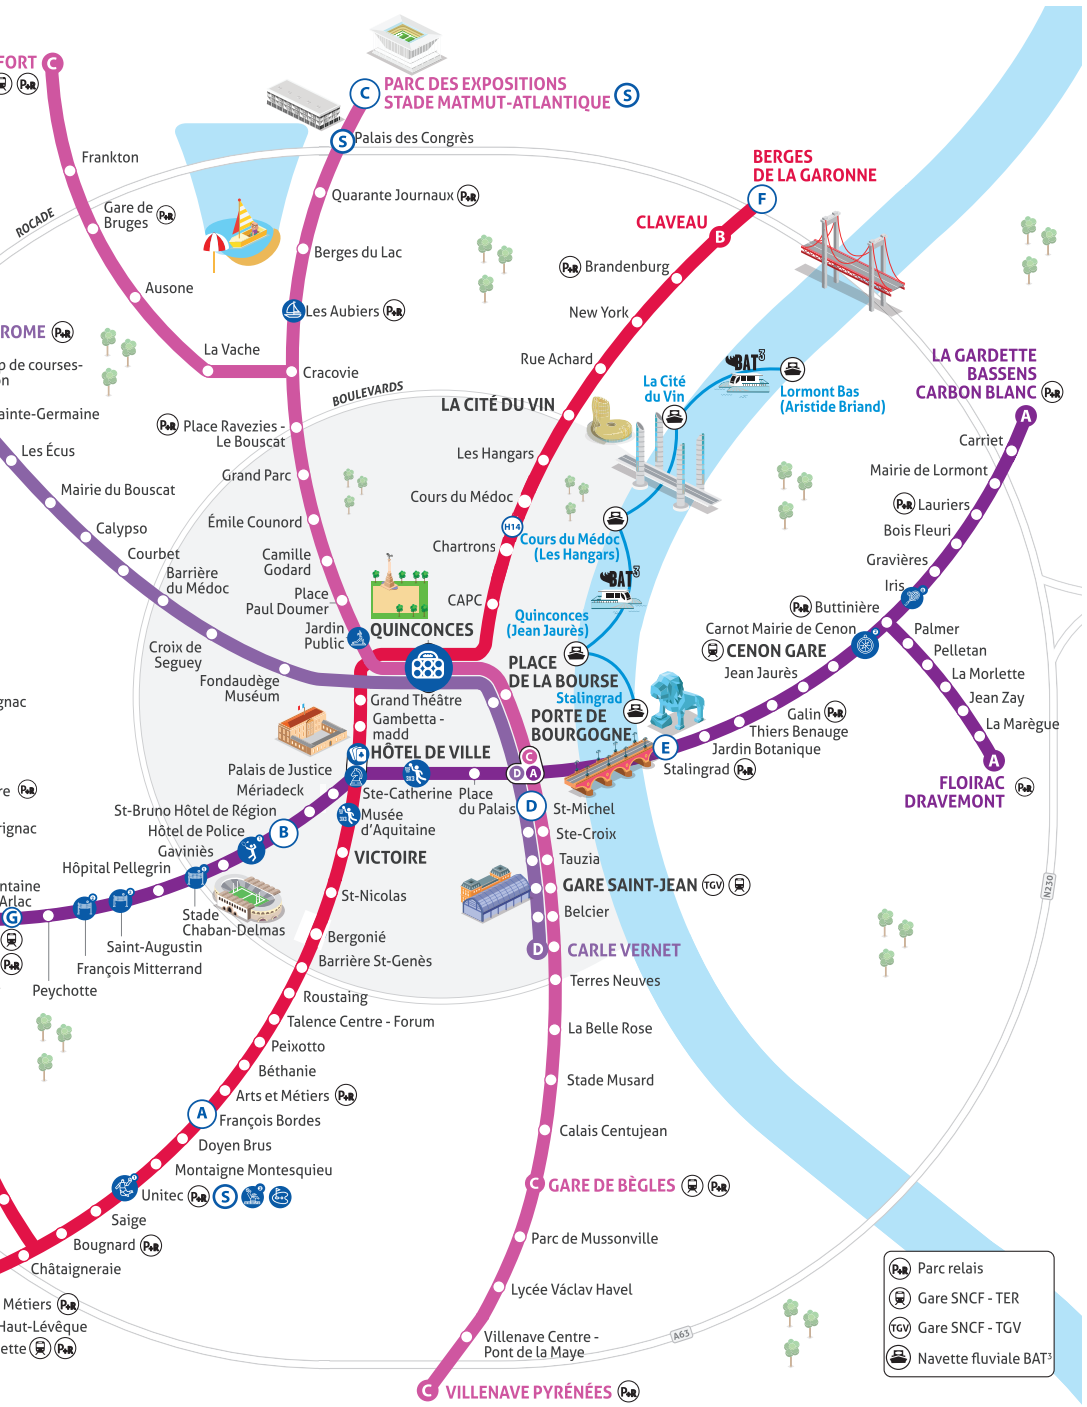 FORT
C
P+R
C
PARC DES EXPOSITIONS
STADE MATMUT-ATLANTIQUE
S
S
Palais des Congrès
Frankton
Gare de
Bruges
P+R
ROCADE
Quarante Journaux
P+R
Berges du Lac
Ausone
Les Aubiers
P+R
La Vache
Cracovie
BOULEVARDS
BERGES
DE LA GARONNE
F
CLAVEAU
B
P+R
Brandenburg
New York
Rue Achard
LA CITÉ DU VIN
Les Hangars
Cours du Médoc
H14
Chartrons
CAPC
La Cité
du Vin
BAT3
Lormont Bas
(Aristide Briand)
Cours du Médoc
(Les Hangars)
BAT3
Quinconces
(Jean Jaurès)
Stalingrad
LA GARDETTE
BASSENS
CARBON BLANC
P+R
A
Carriet
Mairie de Lormont
P+R
Lauriers
Bois Fleuri
Gravières
Iris
P+R
Buttinière
Carnot Mairie de Cenon
CENON GARE
Jean Jaurès
Palmer
Pelletan
La Morlette
Jean Zay
La Marègue
A
FLOIRAC
DRAVEMONT
P+R
Galin
P+R
Thiers Benauge
Jardin Botanique
E
Stalingrad
P+R
ROME
P+R
p de courses-
on
ainte-Germaine
Les Écus
Mairie du Bouscat
Calypso
Courbet
Barrière
du Médoc
Croix de
Seguey
Fondaudège
Muséum
P+R
Place Ravezies -
Le Bouscat
Grand Parc
Émile Counord
Camille
Godard
Place
Paul Doumer
Jardin
Public
QUINCONCES
PLACE
DE LA BOURSE
PORTE DE
BOURGOGNE
Grand Théâtre
Gambetta -
madd
HÔTEL DE VILLE
Palais de Justice
Mériadeck
Ste-Catherine
Place
du Palais
C
D
A
D
St-Michel
Ste-Croix
Tauzia
GARE SAINT-JEAN
TGV
Belcier
D
CARLE VERNET
Terres Neuves
La Belle Rose
Stade Musard
Calais Centujean
C
GARE DE BÈGLES
P+R
Parc de Mussonville
Lycée Václav Havel
Villenave Centre -
Pont de la Maye
C
VILLENAVE PYRÉNÉES
P+R
St-Bruno Hôtel de Région
B
Hôtel de Police
Gaviniès
Hôpital Pellegrin
Stade
Chaban-Delmas
Saint-Augustin
François Mitterrand
Peychotte
G
P+R
ntaine
Arlac
gnac
re
P+R
rignac
Musée
d'Aquitaine
VICTOIRE
St-Nicolas
Bergonié
Barrière St-Genès
Roustaing
Talence Centre - Forum
Peixotto
Béthanie
Arts et Métiers
P+R
A
François Bordes
Doyen Brus
Montaigne Montesquieu
Unitec
P+R
S
Saige
Bougnard
P+R
Châtaigneraie
Métiers
P+R
Haut-Lévêque
ette
P+R
N230
A63
P+R
Parc relais
Gare SNCF - TER
TGV
Gare SNCF - TGV
Navette fluviale BAT3